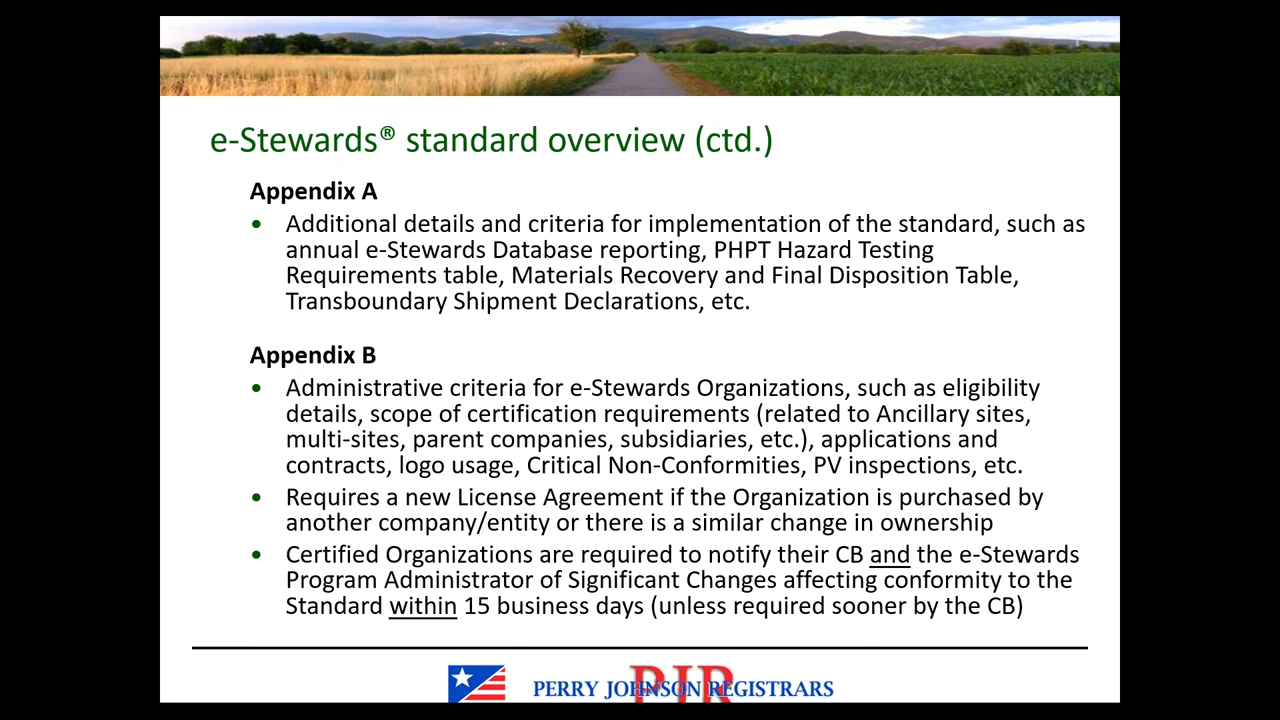 e-Stewards® standard overview (ctd.)
Appendix A
• Additional details and criteria for implementation of the standard, such as
annual e-Stewards Database reporting, PHPT Hazard Testing
Requirements table, Materials Recovery and Final Disposition Table,
Transboundary Shipment Declarations, etc.
Appendix B
• Administrative criteria for e-Stewards Organizations, such as eligibility
details, scope of certification requirements (related to Ancillary sites,
multi-sites, parent companies, subsidiaries, etc.), applications and
contracts, logo usage, Critical Non-Conformities, PV inspections, etc.
• Requires a new License Agreement if the Organization is purchased by
another company/entity or there is a similar change in ownership
• Certified Organizations are required to notify their CB and the e-Stewards
Program Administrator of Significant Changes affecting conformity to the
Standard within 15 business days (unless required sooner by the CB)
PJR
PERRY JOHNSON REGISTRARS